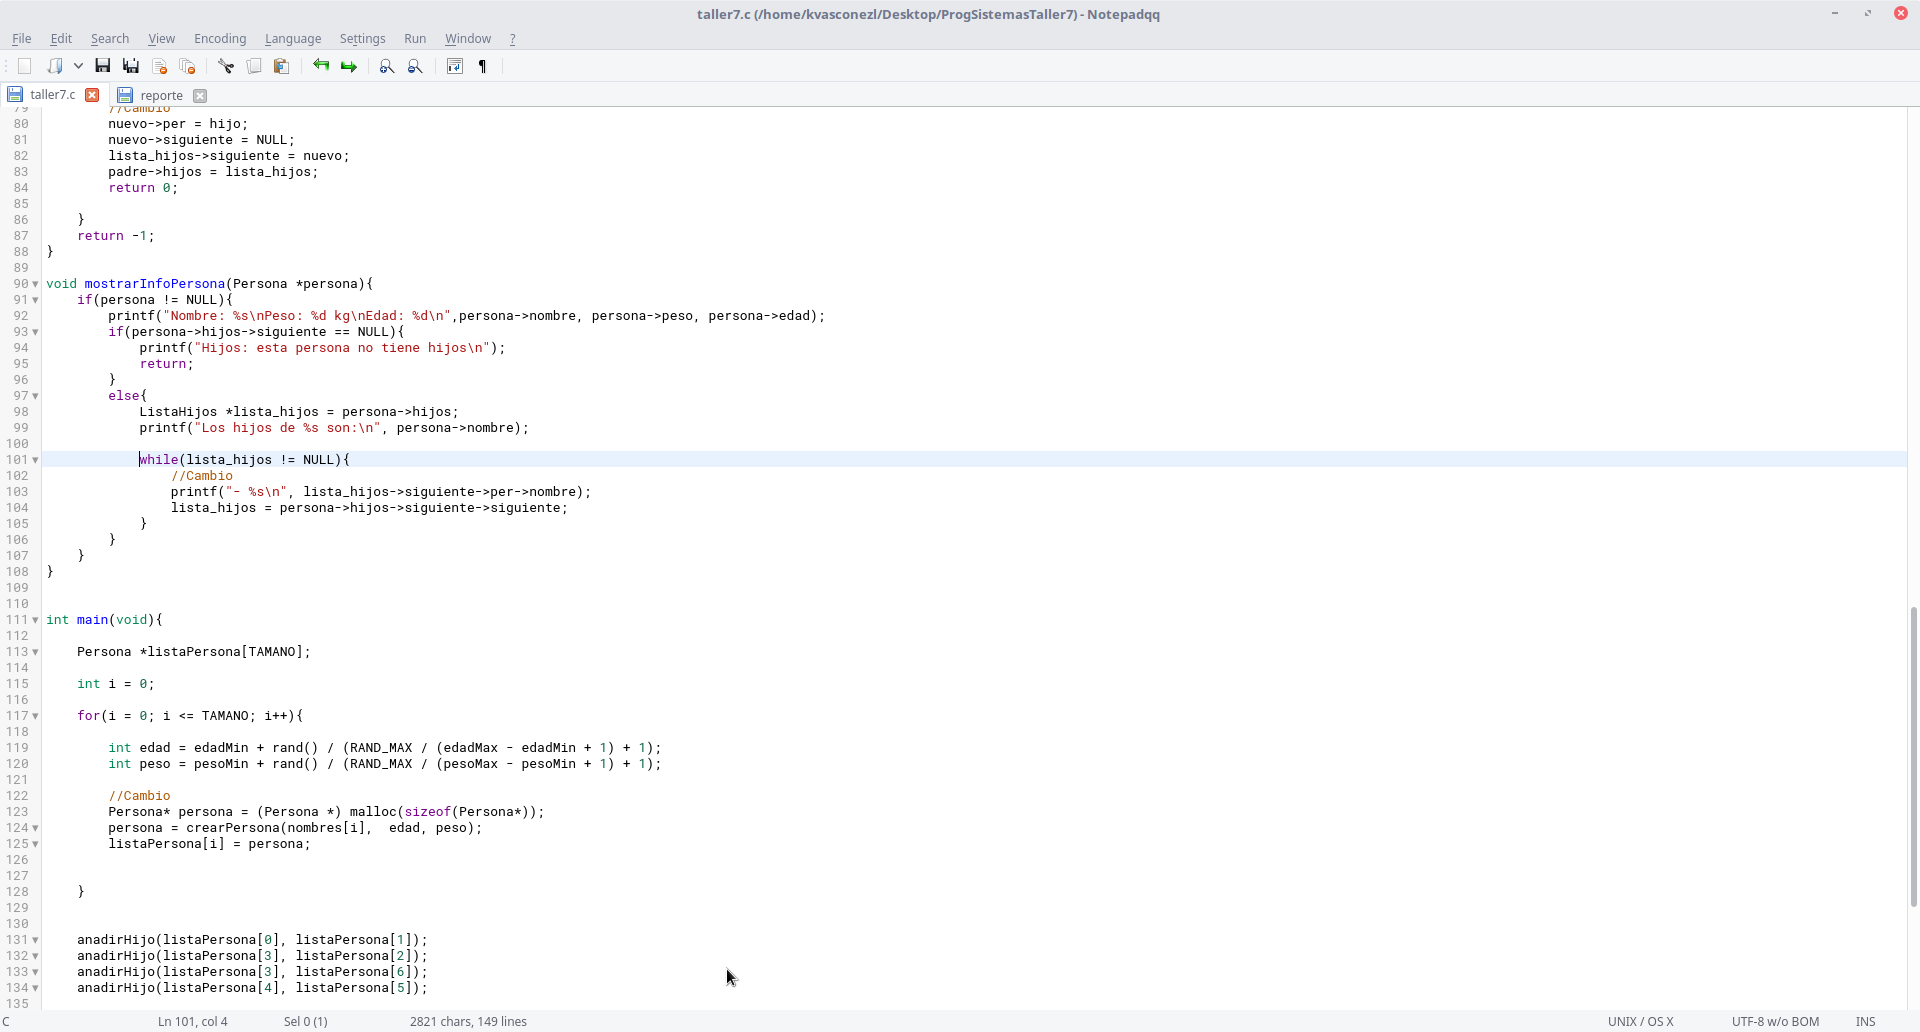 taller7.c (/home/kvasconezl/Desktop/ProgSistemasTaller7) - Notepadqq
File Edit Search View Encoding Language Settings Run Window ?
taller7.c reporte
79 //Cambio
80 nuevo->per = hijo;
81 nuevo->siguiente = NULL;
82 lista_hijos->siguiente = nuevo;
83 padre->hijos = lista_hijos;
84 return 0;
85
86 }
87 return -1;
88 }
89
90 void mostrarInfoPersona(Persona *persona){
91 if(persona != NULL){
92 printf("Nombre: %s\nPeso: %d kg\nEdad: %d\n",persona->nombre, persona->peso, persona->edad);
93 if(persona->hijos->siguiente == NULL){
94 printf("Hijos: esta persona no tiene hijos\n");
95 return;
96 }
97 else{
98 ListaHijos *lista_hijos = persona->hijos;
99 printf("Los hijos de %s son:\n", persona->nombre);
100
101 while(lista_hijos != NULL){
102 //Cambio
103 printf("- %s\n", lista_hijos->siguiente->per->nombre);
104 lista_hijos = persona->hijos->siguiente->siguiente;
105 }
106 }
107 }
108 }
109
110
111 int main(void){
112
113 Persona *listaPersona[TAMANO];
114
115 int i = 0;
116
117 for(i = 0; i <= TAMANO; i++){
118
119 int edad = edadMin + rand() / (RAND_MAX / (edadMax - edadMin + 1) + 1);
120 int peso = pesoMin + rand() / (RAND_MAX / (pesoMax - pesoMin + 1) + 1);
121
122 //Cambio
123 Persona* persona = (Persona *) malloc(sizeof(Persona*));
124 persona = crearPersona(nombres[i],  edad, peso);
125 listaPersona[i] = persona;
126
127
128 }
129
130
131 anadirHijo(listaPersona[0], listaPersona[1]);
132 anadirHijo(listaPersona[3], listaPersona[2]);
133 anadirHijo(listaPersona[3], listaPersona[6]);
134 anadirHijo(listaPersona[4], listaPersona[5]);
135
C Ln 101, col 4 Sel 0 (1) 2821 chars, 149 lines UNIX / OS X UTF-8 w/o BOM INS